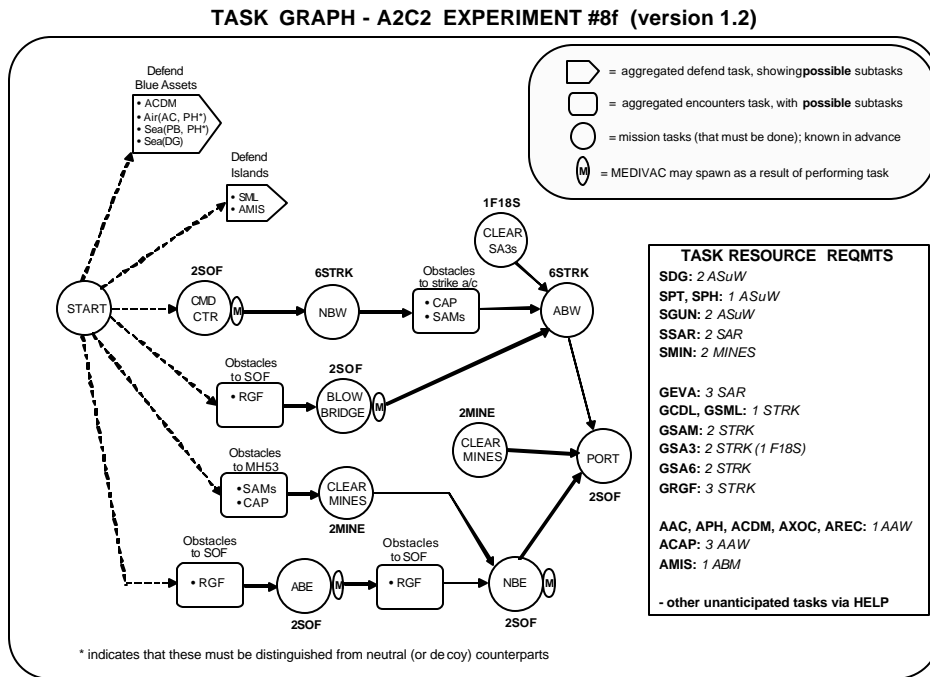 TASK GRAPH - A2C2 EXPERIMENT #8f (version 1.2)
Defend
Blue Assets
• ACDM
• Air(AC, PH*)
• Sea(PB, PH*)
• Sea(DG)
Defend
Islands
• SML
• AMIS
= aggregated defend task, showing possible subtasks
= aggregated encounters task, with possible subtasks
= mission tasks (that must be done); known in advance
M
= MEDIVAC may spawn as a result of performing task
START
2SOF
CMD
CTR
M
6STRK
NBW
Obstacles
to strike a/c
• CAP
• SAMs
1F18S
CLEAR
SA3s
6STRK
ABW
Obstacles
to SOF
• RGF
2SOF
BLOW
BRIDGE
M
2MINE
CLEAR
MINES
PORT
2SOF
Obstacles
to MH53
• SAMs
• CAP
CLEAR
MINES
2MINE
Obstacles
to SOF
• RGF
ABE
M
2SOF
Obstacles
to SOF
• RGF
NBE
M
2SOF
TASK RESOURCE REQMTS
SDG: 2 ASuW
SPT, SPH: 1 ASuW
SGUN: 2 ASuW
SSAR: 2 SAR
SMIN: 2 MINES
GEVA: 3 SAR
GCDL, GSML: 1 STRK
GSAM: 2 STRK
GSA3: 2 STRK (1 F18S)
GSA6: 2 STRK
GRGF: 3 STRK
AAC, APH, ACDM, AXOC, AREC: 1 AAW
ACAP: 3 AAW
AMIS: 1 ABM
- other unanticipated tasks via HELP
* indicates that these must be distinguished from neutral (or decoy) counterparts